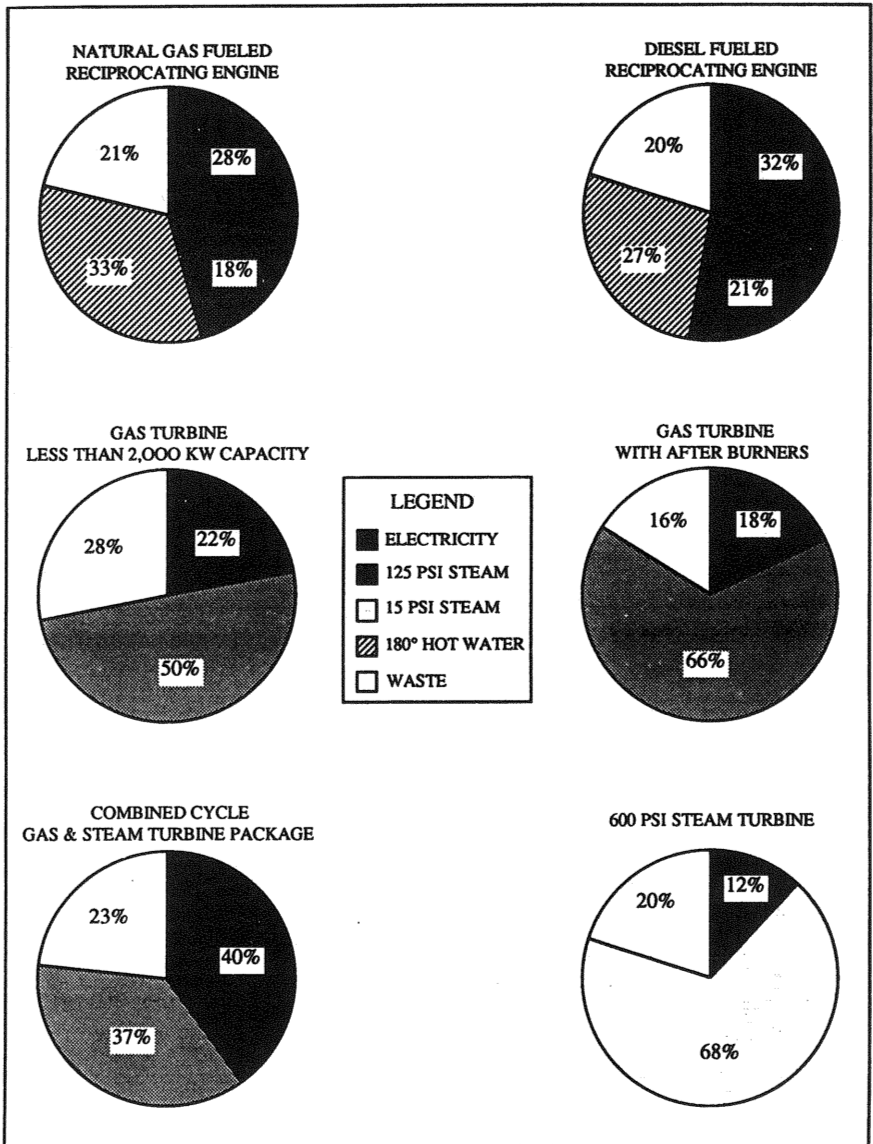 NATURAL GAS FUELED
RECIPROCATING ENGINE
21%
28%
33%
18%
DIESEL FUELED
RECIPROCATING ENGINE
20%
32%
27%
21%
GAS TURBINE
LESS THAN 2,OOO KW CAPACITY
28%
22%
50%
LEGEND
ELECTRICITY
125 PSI STEAM
15 PSI STEAM
180° HOT WATER
WASTE
GAS TURBINE
WITH AFTER BURNERS
16%
18%
66%
COMBINED CYCLE
GAS & STEAM TURBINE PACKAGE
23%
40%
37%
600 PSI STEAM TURBINE
20%
12%
68%